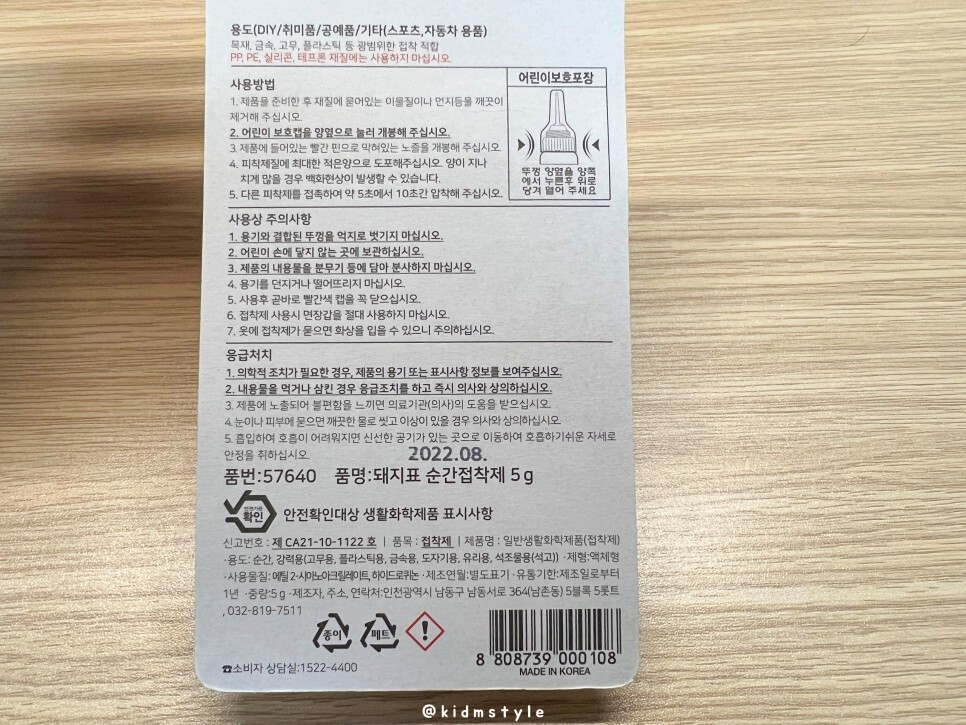 용도(DIY/취미품/공예품/기타(스포츠,자동차 용품)
목재, 금속, 고무, 플라스틱 등 광범위한 접착 적합
PP, PE, 실리콘, 테프론 재질에는 사용하지 마십시오.
사용방법
1. 제품을 준비한 후 재질에 묻어있는 이물질이나 먼지등을 깨끗이
제거해 주십시오.
2. 어린이 보호캡을 양옆으로 눌러 개봉해 주십시오.
3. 제품에 들어있는 빨간 핀으로 막혀있는 노즐을 개봉해 주십시오.
4. 피착제질에 최대한 적은양으로 도포해주십시오. 양이 지나
치게 많을 경우 백화현상이 발생할 수 있습니다.
5. 다른 피착제를 접촉하여 약 5초에서 10초간 압착해 주십시오.
어린이보호포장
뚜껑 양옆을 양쪽
에서 누른후 위로
당겨 열어 주세요
사용상 주의사항
1. 용기와 결합된 뚜껑을 억지로 벗기지 마십시오.
2. 어린이 손에 닿지 않는 곳에 보관하십시오.
3. 제품의 내용물을 분무기 등에 담아 분사하지 마십시오.
4. 용기를 던지거나 떨어뜨리지 마십시오.
5. 사용후 곧바로 빨간색 캡을 꼭 닫으십시오.
6. 접착제 사용시 면장갑을 절대 사용하지 마십시오.
7. 옷에 접착제가 묻으면 화상을 입을 수 있으니 주의하십시오.
응급처치
1. 의학적 조치가 필요한 경우, 제품의 용기 또는 표시사항 정보를 보여주십시오.
2. 내용물을 먹거나 삼킨 경우 응급조치를 하고 즉시 의사와 상의하십시오.
3. 제품에 노출되어 불편함을 느끼면 의료기관(의사)의 도움을 받으십시오.
4. 눈이나 피부에 묻으면 깨끗한 물로 씻고 이상이 있을 경우 의사와 상의하십시오.
5. 흡입하여 호흡이 어려워지면 신선한 공기가 있는 곳으로 이동하여 호흡하기쉬운 자세로
안정을 취하십시오.
2022.08.
품번:57640 품명:돼지표 순간접착제 5g
안전기준
확인
안전확인대상 생활화학제품 표시사항
신고번호 : 제 CA21-10-1122 호 | 품목 : 접착제 | 제품명 : 일반생활화학제품(접착제)
·용도: 순간, 강력용(고무용, 플라스틱용, 금속용, 도자기용, 유리용, 석조물용(석고)) ·제형:액체형
·사용물질: 에틸 2-시아노아크릴레이트, 하이드로퀴논 ·제조연월:별도표기 ·유통기한:제조일로부터
1년 ·중량:5g ·제조자, 주소, 연락처:인천광역시 남동구 남동서로 364(남촌동) 5블록 5롯트
, 032-819-7511
종이
페트
!
☎소비자 상담실:1522-4400
8 808739 000108
MADE IN KOREA
@kidmstyle